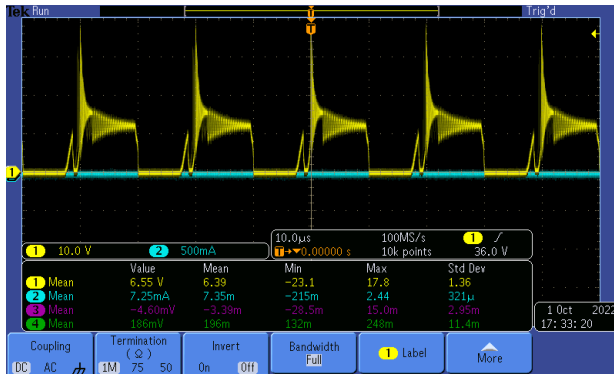 Tek Run Trig'd
T
T
1
10.0µs 100MS/s 1
1 10.0 V 2 500mA T→▼0.00000 s 10k points 36.0 V
Value Mean Min Max Std Dev
1 Mean 6.55 V 6.39 −23.1 17.8 1.36
2 Mean 7.25mA 7.35m −215m 2.44 321µ
3 Mean −4.60mV −3.39m −28.5m 15.0m 2.95m
4 Mean 186mV 196m 132m 248m 11.4m
1 Oct 2022
17:33:20
Coupling Termination Invert Bandwidth 1 Label More
(Ω) Full
DC AC 1M 75 50 On Off